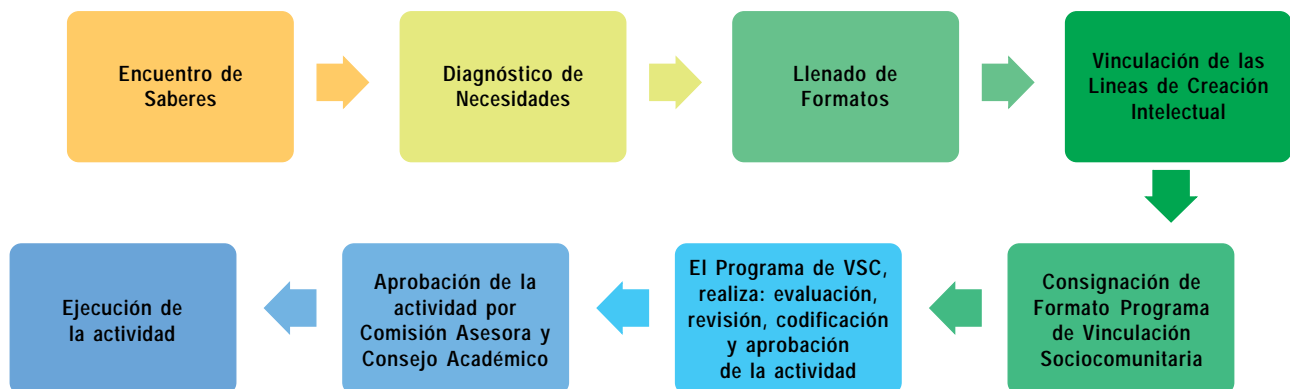 Encuentro de
Saberes
Diagnóstico de
Necesidades
Llenado de
Formatos
Vinculación de las
Lineas de Creación
Intelectual
Consignación de
Formato Programa
de Vinculación
Sociocomunitaria
El Programa de VSC,
realiza: evaluación,
revisión, codificación
y aprobación
de la actividad
Aprobación de la
actividad por
Comisión Asesora y
Consejo Académico
Ejecución de
la actividad